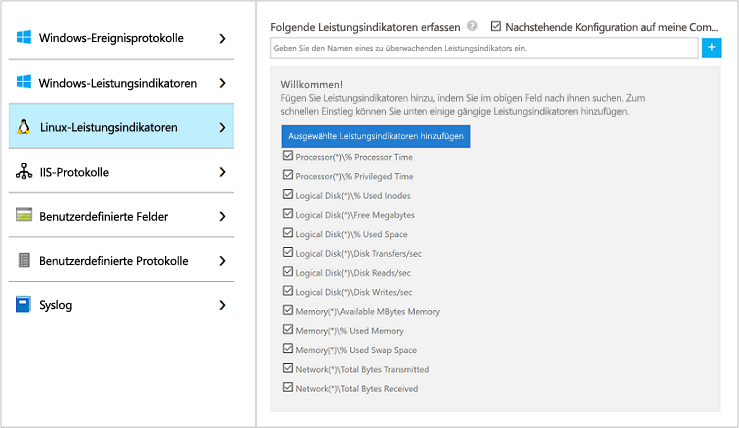 Windows-Ereignisprotokolle
Windows-Leistungsindikatoren
Linux-Leistungsindikatoren
IIS-Protokolle
Benutzerdefinierte Felder
Benutzerdefinierte Protokolle
Syslog
Folgende Leistungsindikatoren erfassen ? Nachstehende Konfiguration auf meine Com...
Geben Sie den Namen eines zu überwachenden Leistungsindikators ein. +
Willkommen!
Fügen Sie Leistungsindikatoren hinzu, indem Sie im obigen Feld nach ihnen suchen. Zum
schnellen Einstieg können Sie unten einige gängige Leistungsindikatoren hinzufügen.
Ausgewählte Leistungsindikatoren hinzufügen
Processor(*)\% Processor Time
Processor(*)\% Privileged Time
Logical Disk(*)\% Used Inodes
Logical Disk(*)\Free Megabytes
Logical Disk(*)\% Used Space
Logical Disk(*)\Disk Transfers/sec
Logical Disk(*)\Disk Reads/sec
Logical Disk(*)\Disk Writes/sec
Memory(*)\Available MBytes Memory
Memory(*)\% Used Memory
Memory(*)\% Used Swap Space
Network(*)\Total Bytes Transmitted
Network(*)\Total Bytes Received